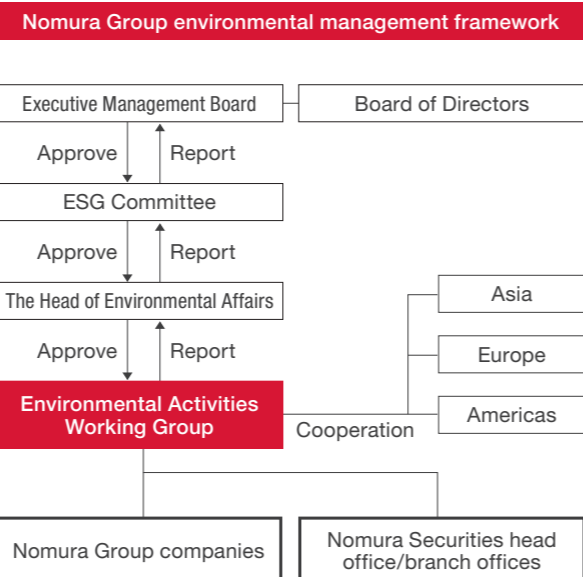 Nomura Group environmental management framework
Executive Management Board
Board of Directors
Approve
Report
ESG Committee
Approve
Report
The Head of Environmental Affairs
Asia
Approve
Report
Europe
Environmental Activities
Working Group
Cooperation
Americas
Nomura Group companies
Nomura Securities head
office/branch offices